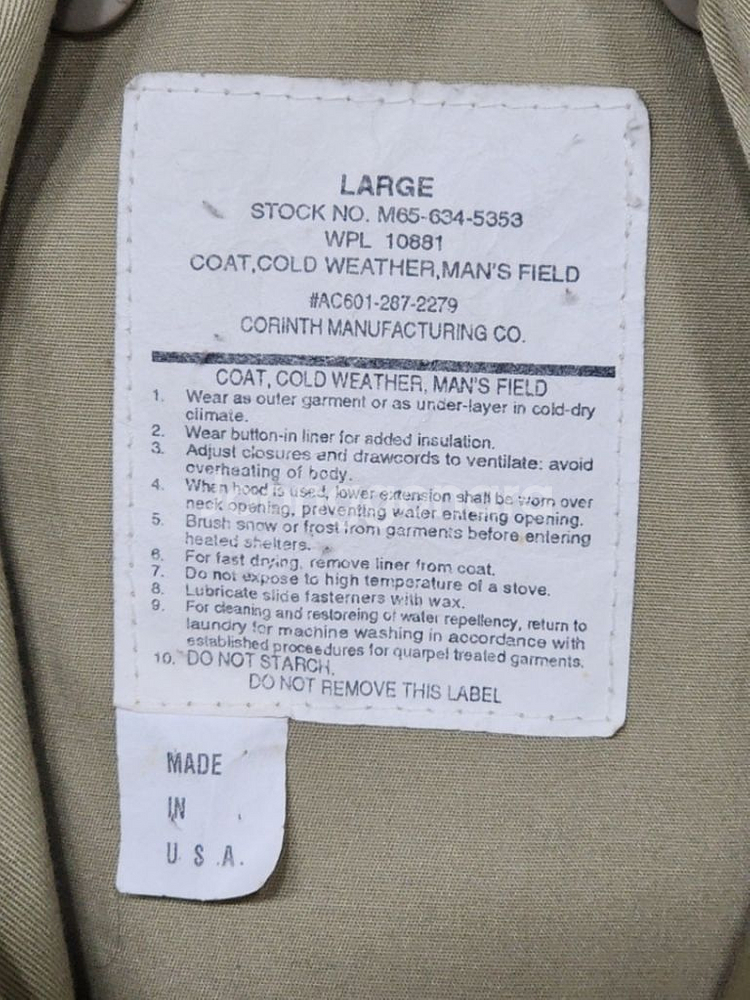 LARGE
STOCK NO. M65-634-5353
WPL 10881
COAT,COLD WEATHER,MAN'S FIELD
#AC601-287-2279
CORINTH MANUFACTURING CO.
COAT, COLD WEATHER, MAN'S FIELD
1. Wear as outer garment or as under-layer in cold-dry
climate.
2. Wear button-in liner for added insulation.
3. Adjust closures and drawcords to ventilate: avoid
overheating of body.
4. When hood is used, lower extension shall be worn over
neck opening, preventing water entering opening.
5. Brush snow or frost from garments before entering
heated shelters.
6. For fast drying, remove liner from coat.
7. Do not expose to high temperature of a stove.
8. Lubricate slide fasteners with wax.
9. For cleaning and restoreing of water repellency, return to
laundry for machine washing in accordance with
established proceedures for quarpel treated garments.
10. DO NOT STARCH.
DO NOT REMOVE THIS LABEL
MADE
IN
U.S.A.